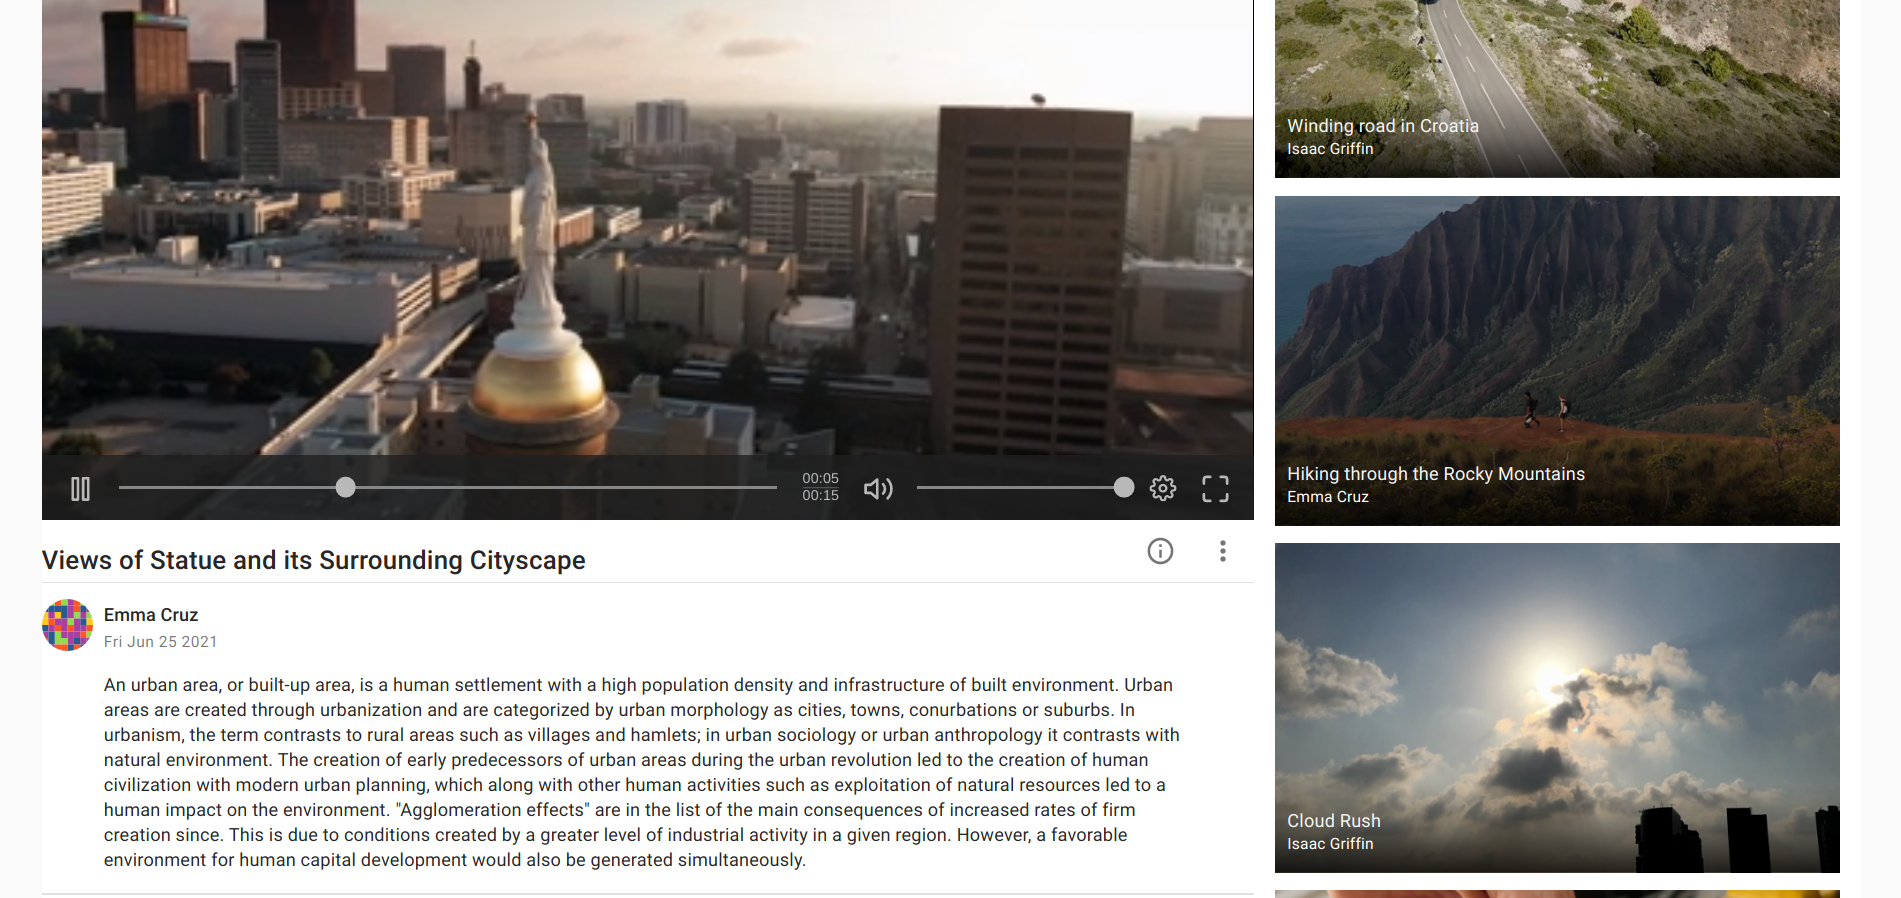 00:05
00:15
Views of Statue and its Surrounding Cityscape
Emma Cruz
Fri Jun 25 2021
An urban area, or built-up area, is a human settlement with a high population density and infrastructure of built environment. Urban
areas are created through urbanization and are categorized by urban morphology as cities, towns, conurbations or suburbs. In
urbanism, the term contrasts to rural areas such as villages and hamlets; in urban sociology or urban anthropology it contrasts with
natural environment. The creation of early predecessors of urban areas during the urban revolution led to the creation of human
civilization with modern urban planning, which along with other human activities such as exploitation of natural resources led to a
human impact on the environment. "Agglomeration effects" are in the list of the main consequences of increased rates of firm
creation since. This is due to conditions created by a greater level of industrial activity in a given region. However, a favorable
environment for human capital development would also be generated simultaneously.
Winding road in Croatia
Isaac Griffin
Hiking through the Rocky Mountains
Emma Cruz
Cloud Rush
Isaac Griffin